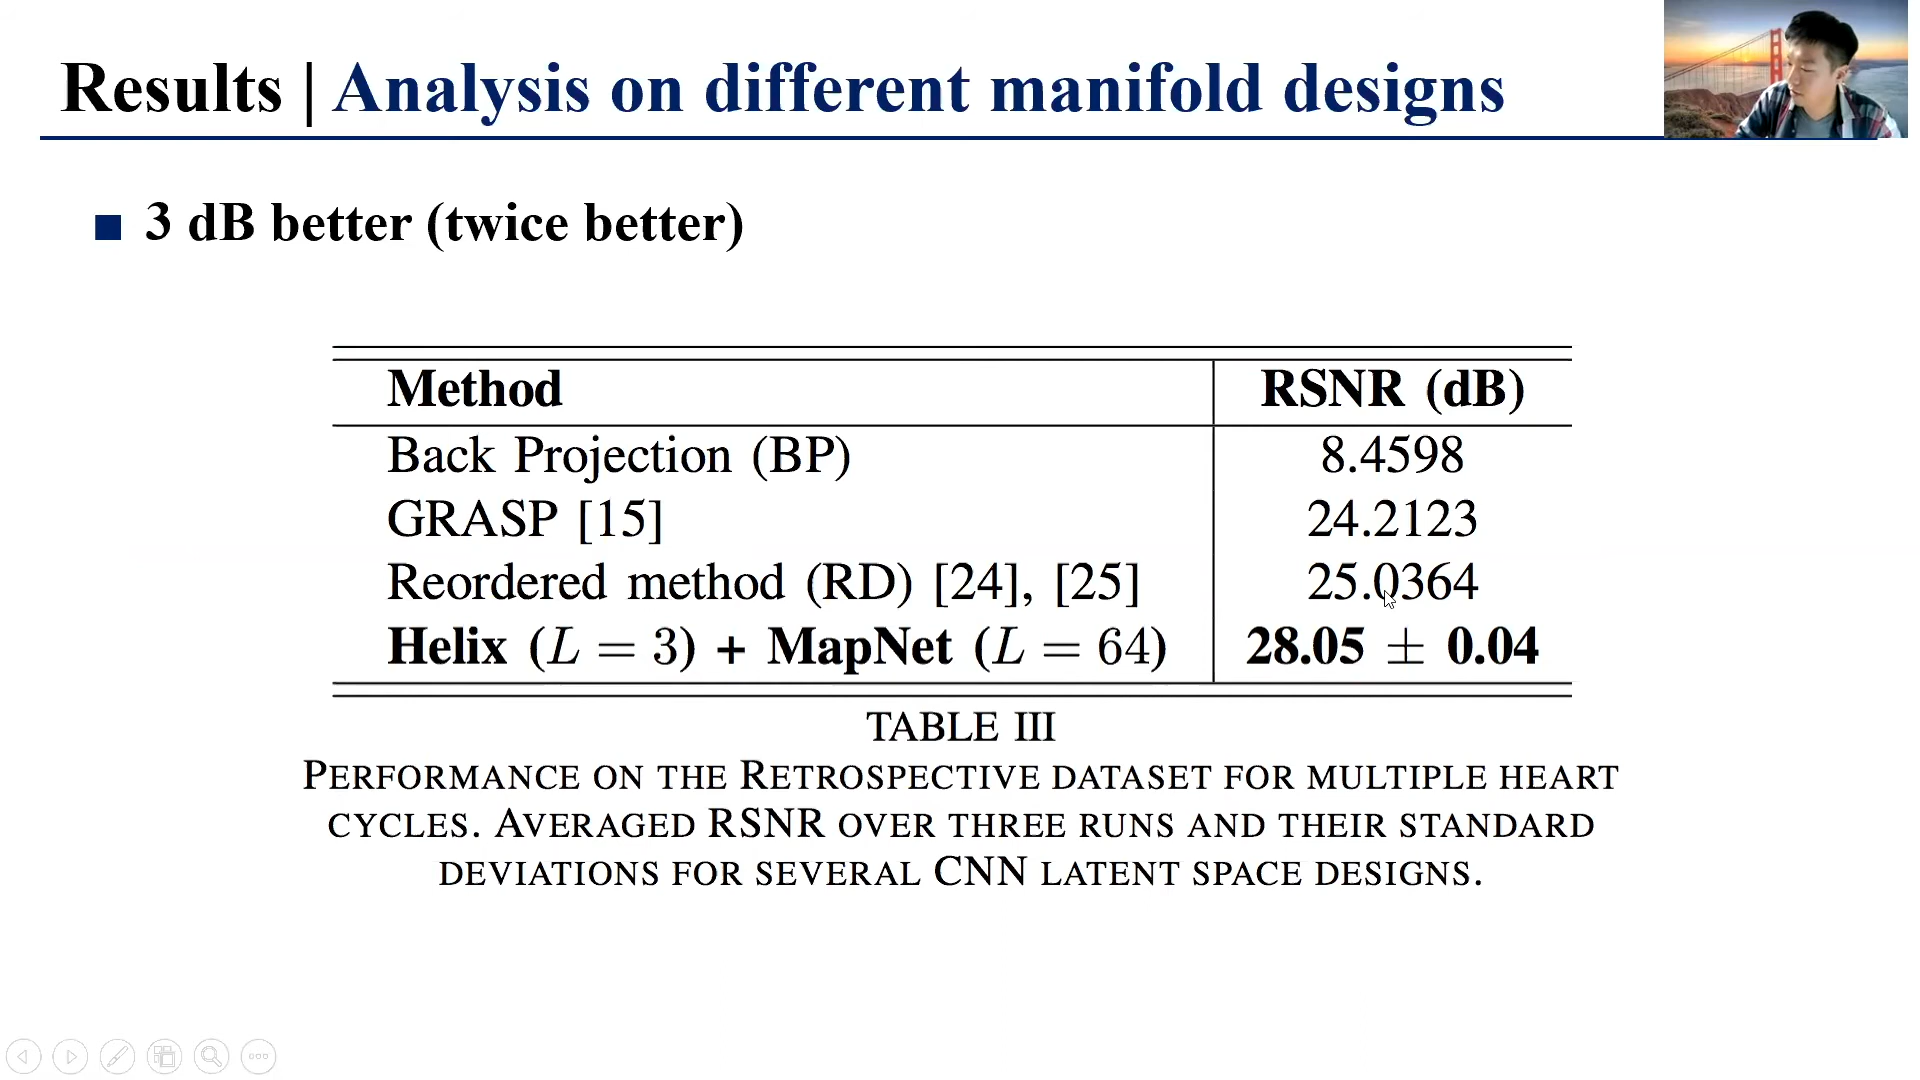 Results | Analysis on different manifold designs
■ 3 dB better (twice better)
Method RSNR (dB)
Back Projection (BP) 8.4598
GRASP [15] 24.2123
Reordered method (RD) [24], [25] 25.0364
Helix (L = 3) + MapNet (L = 64) 28.05 ± 0.04
TABLE III
PERFORMANCE ON THE RETROSPECTIVE DATASET FOR MULTIPLE HEART
CYCLES. AVERAGED RSNR OVER THREE RUNS AND THEIR STANDARD
DEVIATIONS FOR SEVERAL CNN LATENT SPACE DESIGNS.